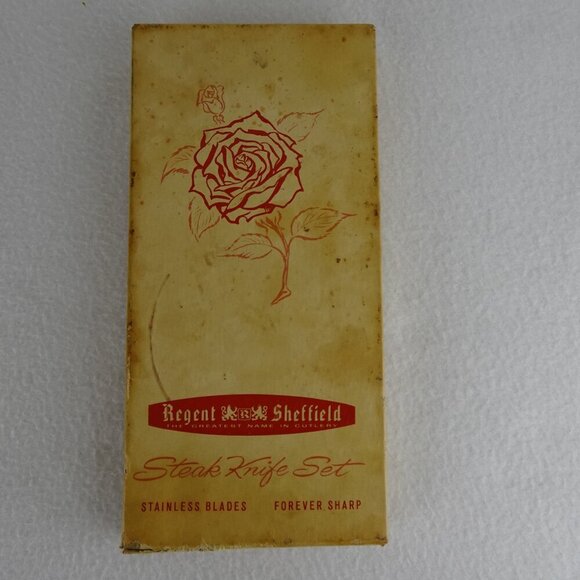 Regent R Sheffield
THE GREATEST NAME IN CUTLERY
Steak Knife Set
STAINLESS BLADES FOREVER SHARP